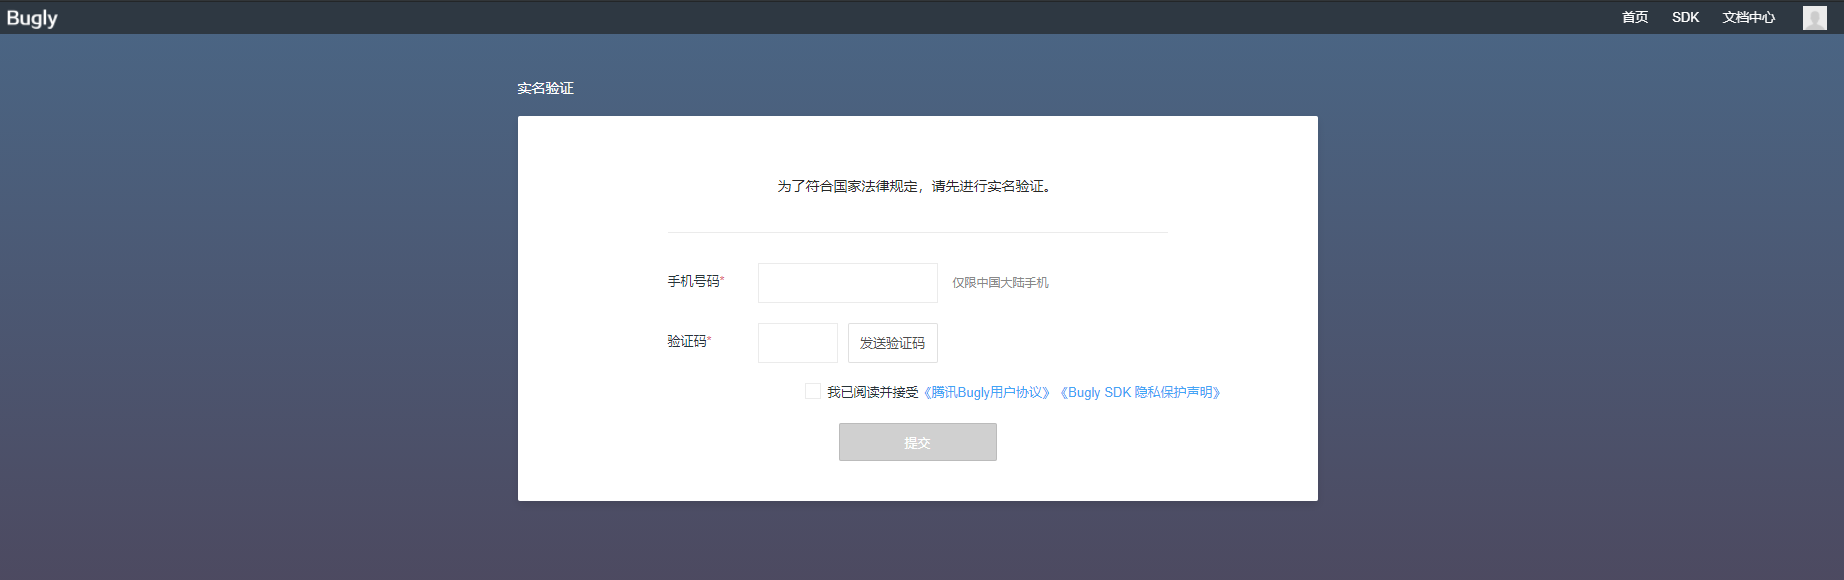 Bugly 首页 SDK 文档中心
实名验证
为了符合国家法律规定，请先进行实名验证。
手机号码* 仅限中国大陆手机
验证码* 发送验证码
我已阅读并接受《腾讯Bugly用户协议》《Bugly SDK 隐私保护声明》
提交